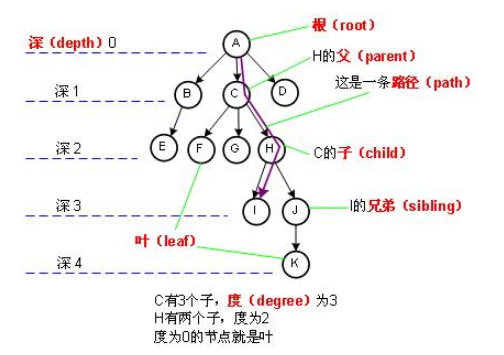 根（root）
深（depth）0
A
H的父（parent）
这是一条路径（path）
深 1
B
C
D
深 2
E
F
G
H
C的子（child）
深 3
I
J
I的兄弟（sibling）
叶（leaf）
深 4
K
C有3个子，度（degree）为3
H有两个子，度为2
度为0的节点就是叶